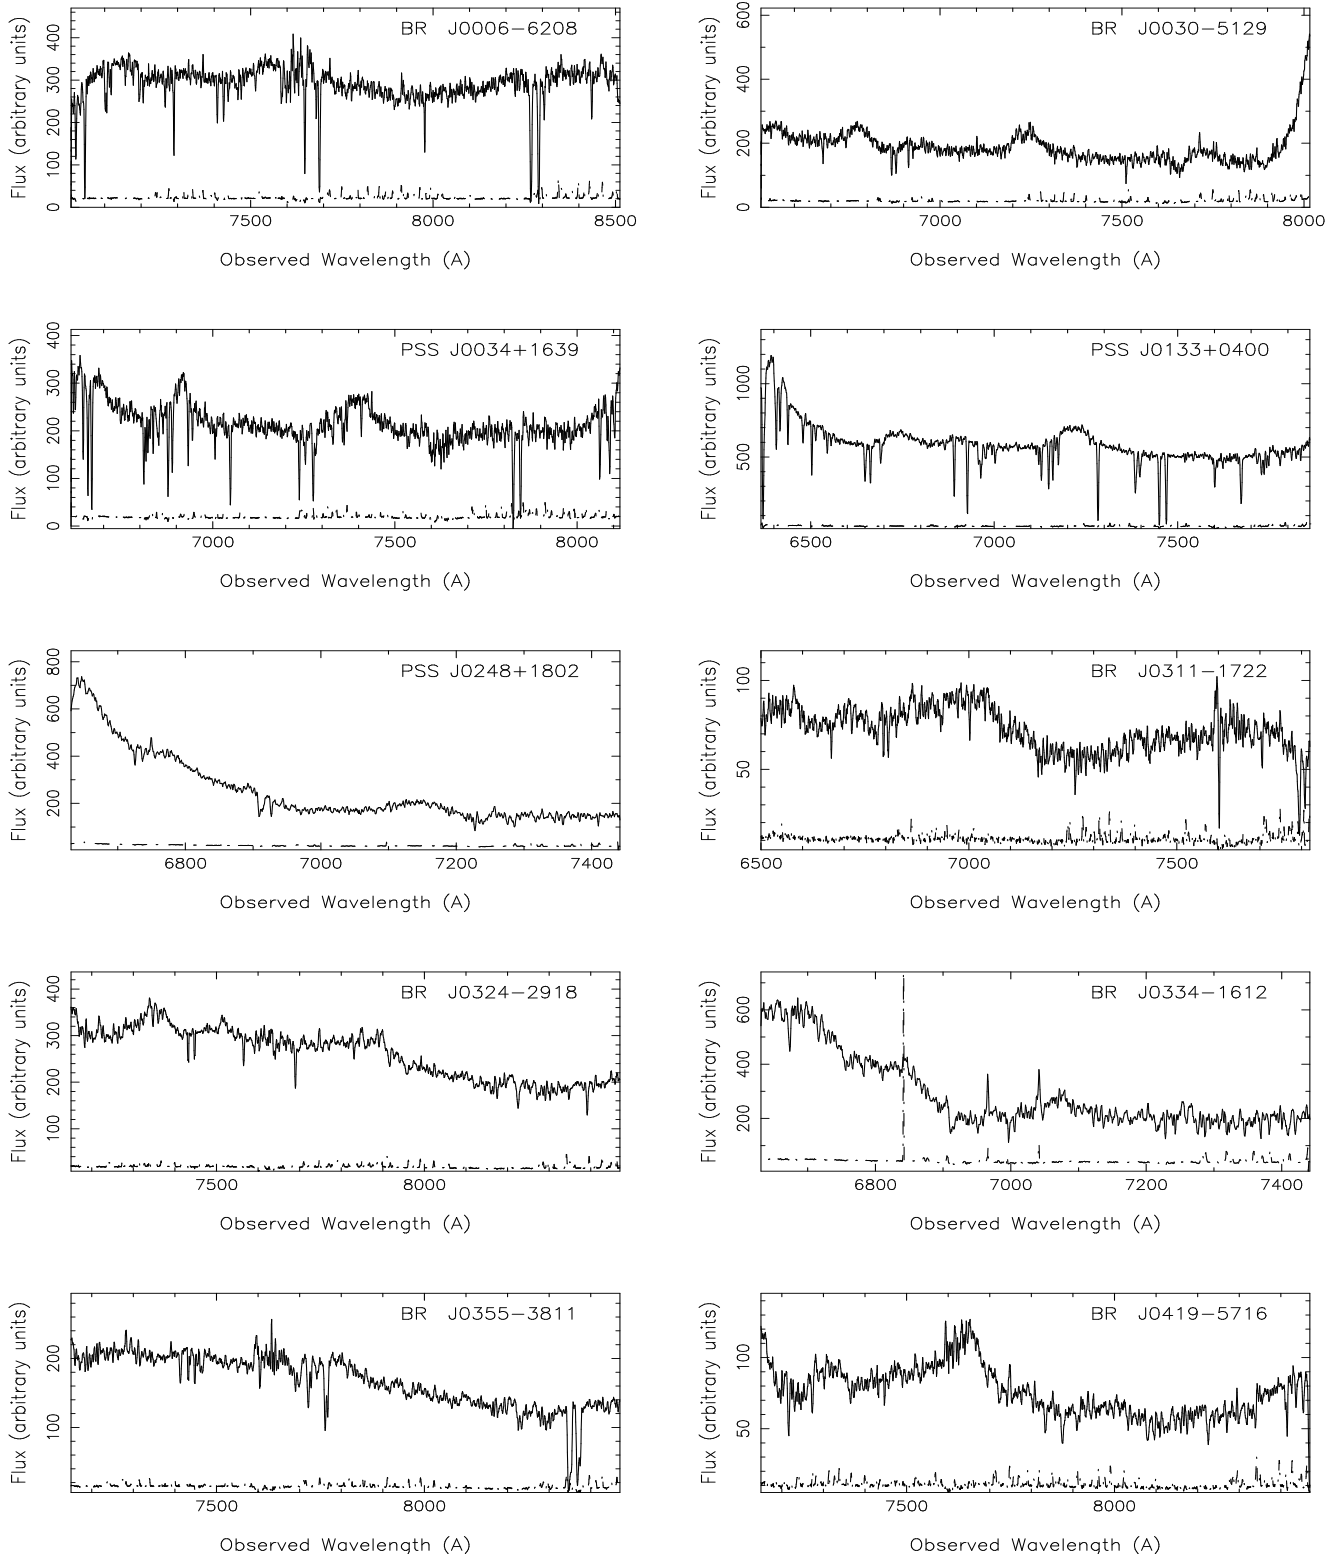 BR J0006−6208
Flux (arbitrary units)
0 100 200 300 400
7500 8000 8500
Observed Wavelength (A)
BR J0030−5129
Flux (arbitrary units)
0 200 400 600
7000 7500 8000
Observed Wavelength (A)
PSS J0034+1639
Flux (arbitrary units)
0 100 200 300 400
7000 7500 8000
Observed Wavelength (A)
PSS J0133+0400
Flux (arbitrary units)
500 1000
6500 7000 7500
Observed Wavelength (A)
PSS J0248+1802
Flux (arbitrary units)
200 400 600 800
6800 7000 7200 7400
Observed Wavelength (A)
BR J0311−1722
Flux (arbitrary units)
50 100
6500 7000 7500
Observed Wavelength (A)
BR J0324−2918
Flux (arbitrary units)
100 200 300 400
7500 8000
Observed Wavelength (A)
BR J0334−1612
Flux (arbitrary units)
200 400 600
6800 7000 7200 7400
Observed Wavelength (A)
BR J0355−3811
Flux (arbitrary units)
100 200
7500 8000
Observed Wavelength (A)
BR J0419−5716
Flux (arbitrary units)
50 100
7500 8000
Observed Wavelength (A)